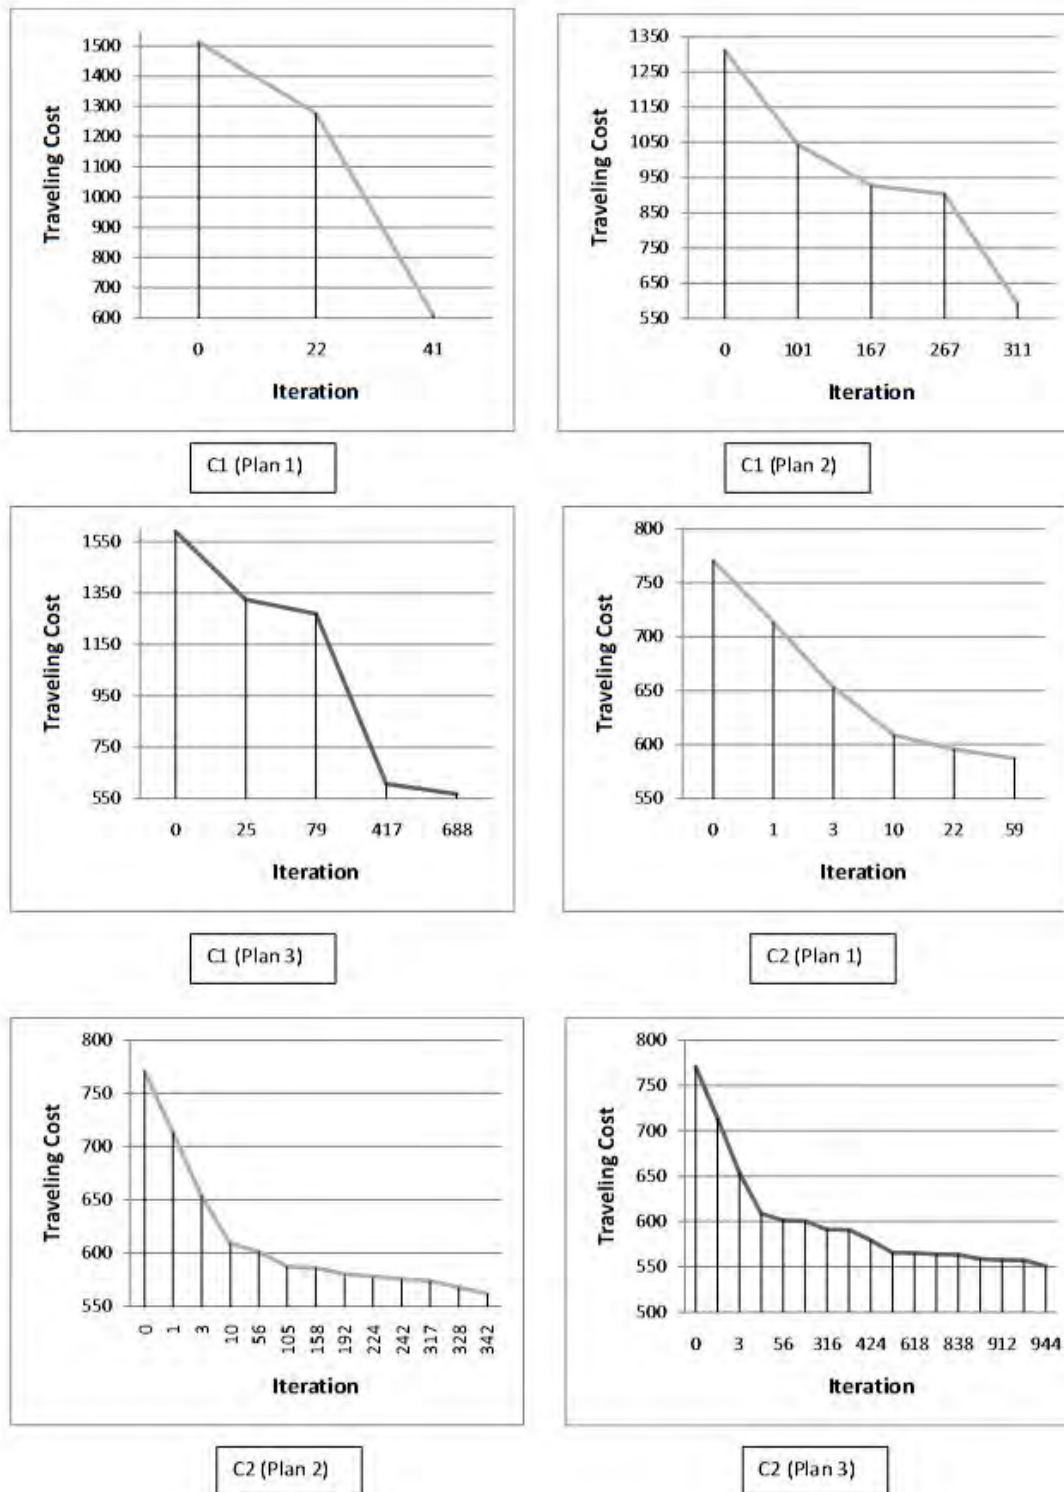 1500
1400
1300
1200
1100
1000
900
800
700
600
Traveling Cost
0 22 41
Iteration
C1 (Plan 1)
1350
1250
1150
1050
950
850
750
650
550
Traveling Cost
0 101 167 267 311
Iteration
C1 (Plan 2)
1550
1350
1150
950
750
550
Traveling Cost
0 25 79 417 688
Iteration
C1 (Plan 3)
800
750
700
650
600
550
Traveling Cost
0 1 3 10 22 59
Iteration
C2 (Plan 1)
800
750
700
650
600
550
Traveling Cost
0 1 3 10 56 105 158 192 224 242 317 328 342
Iteration
C2 (Plan 2)
800
750
700
650
600
550
500
Traveling Cost
0 3 56 316 424 618 838 912 944
Iteration
C2 (Plan 3)